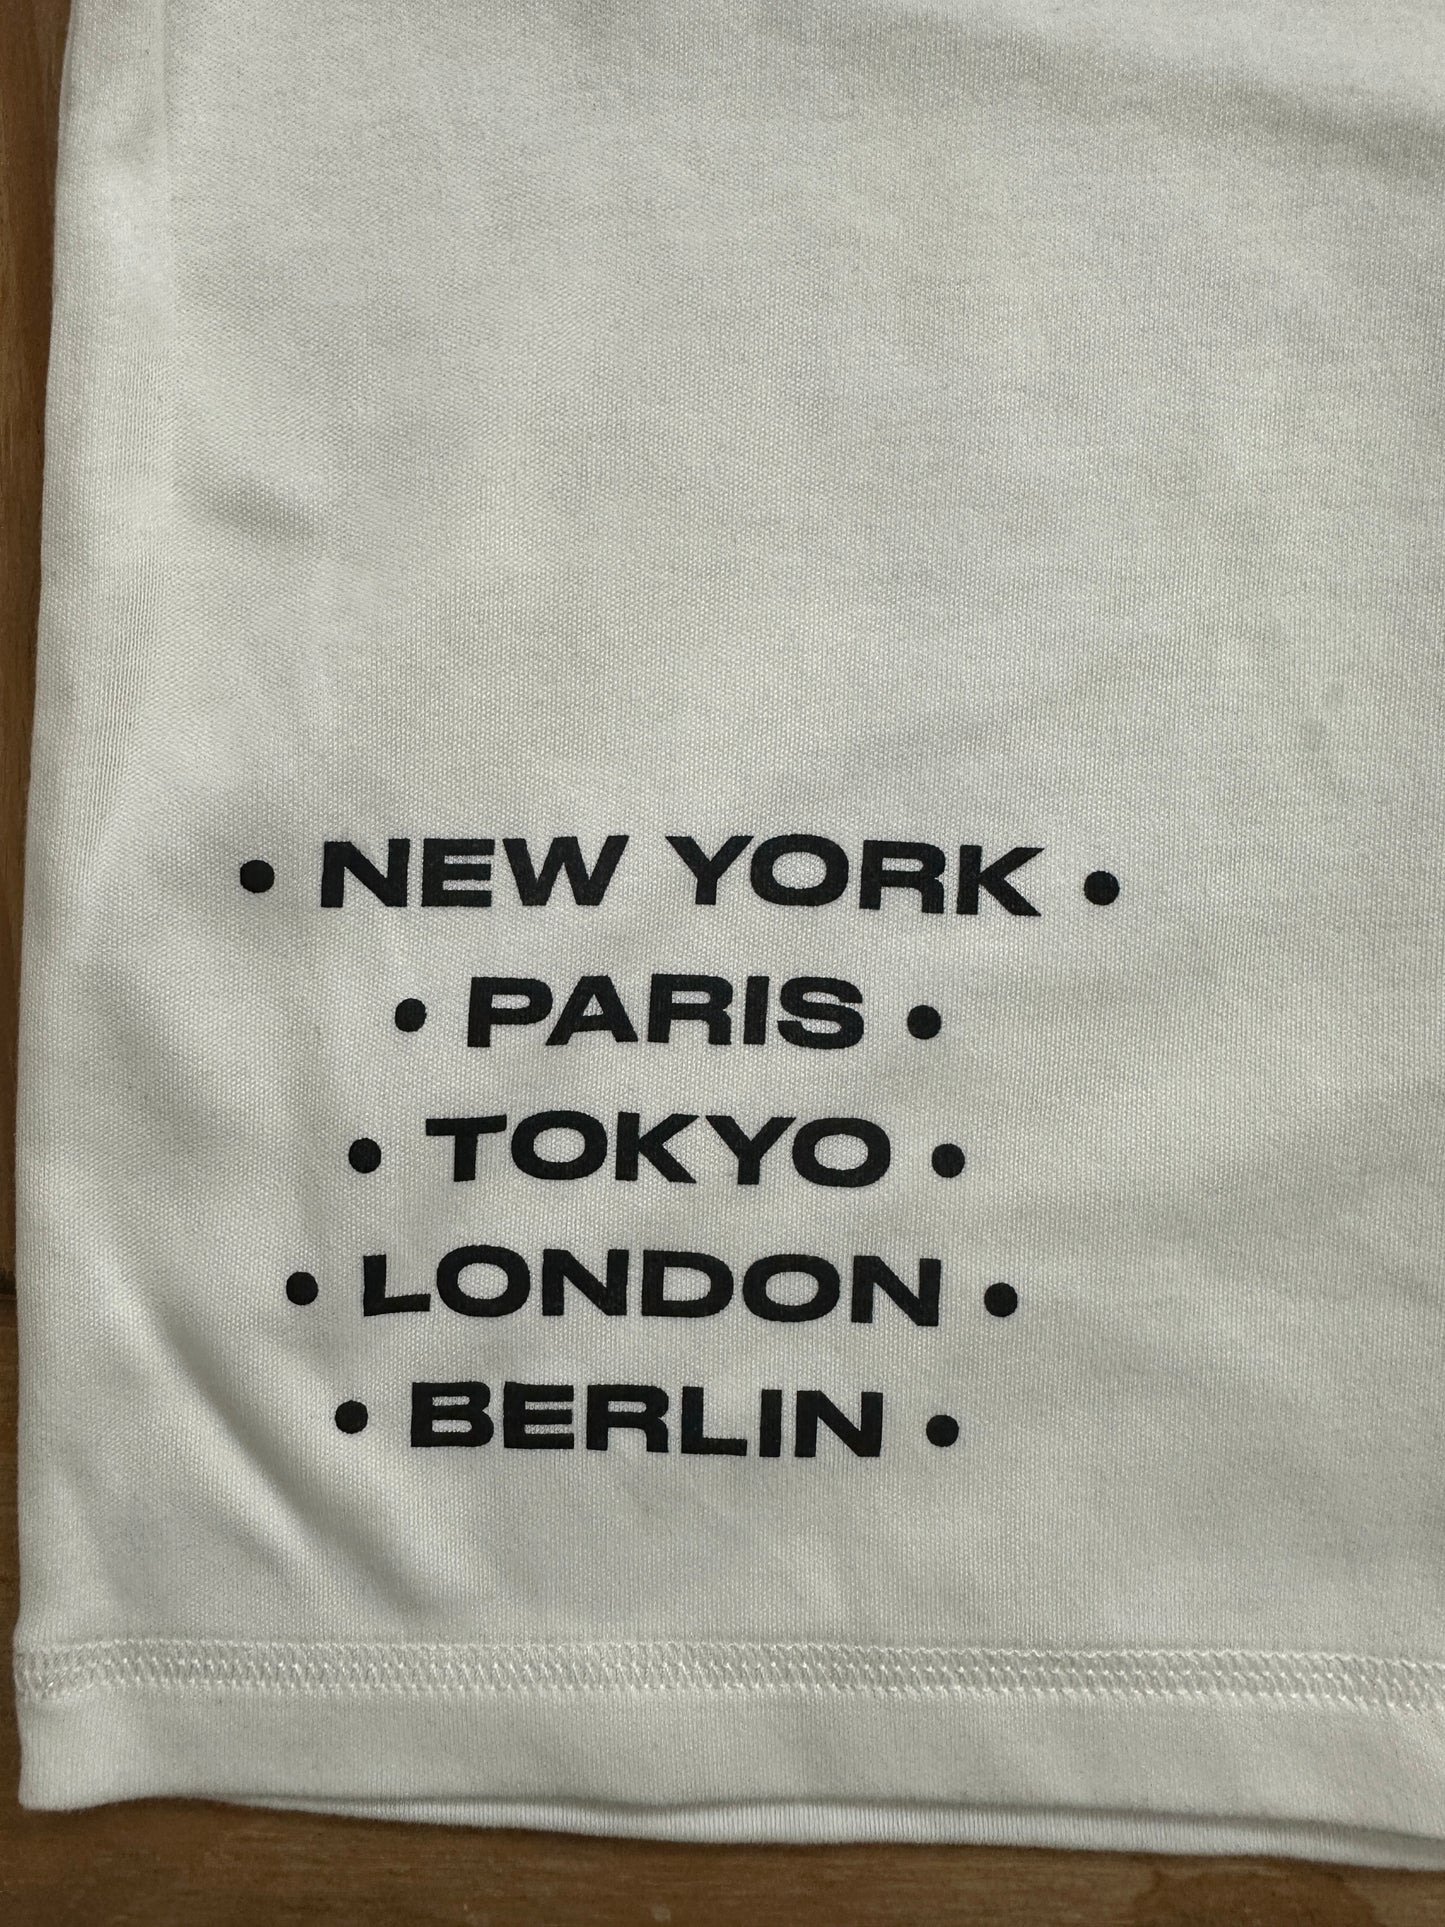 • NEW YORK •
• PARIS •
• TOKYO •
• LONDON •
• BERLIN •